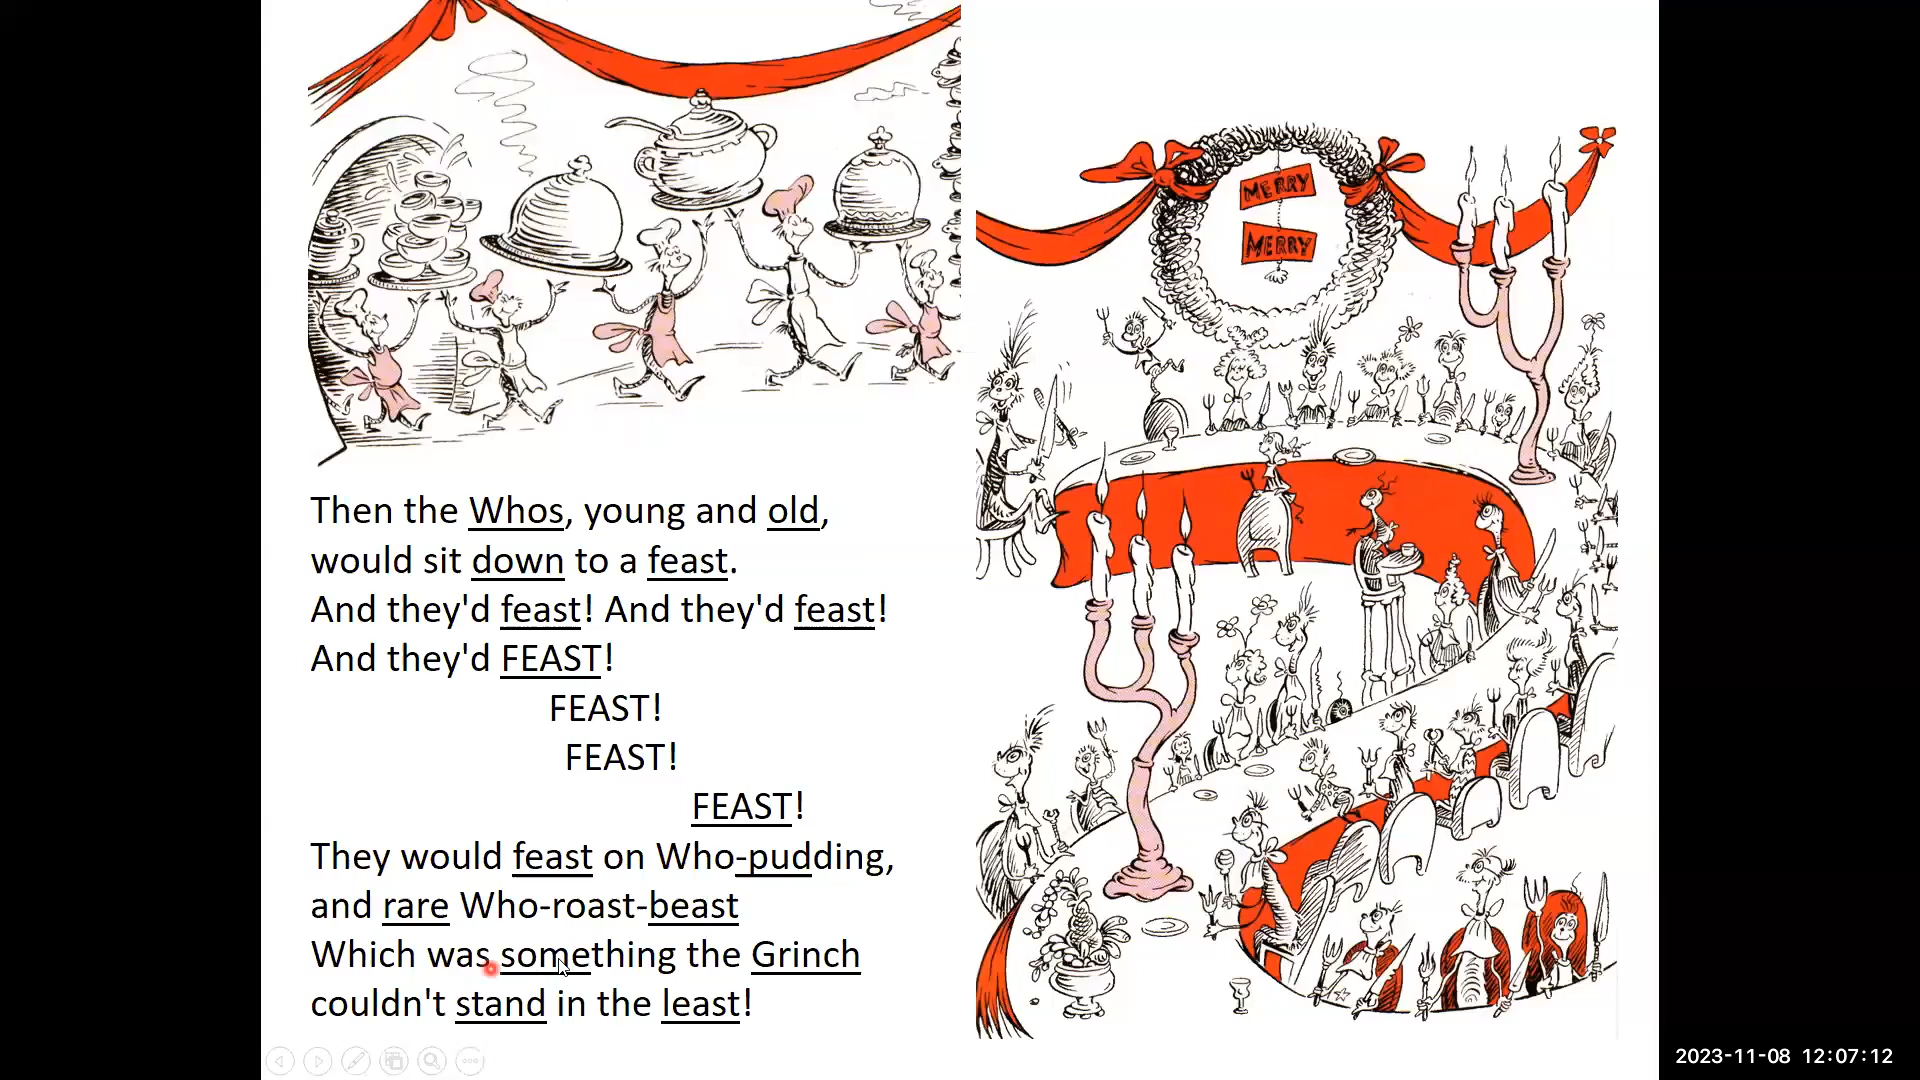 Then the Whos, young and old,
would sit down to a feast.
And they'd feast! And they'd feast!
And they'd FEAST!
FEAST!
FEAST!
FEAST!
They would feast on Who-pudding,
and rare Who-roast-beast
Which was something the Grinch
couldn't stand in the least!
MERRY
MERRY
2023-11-08 12:07:12